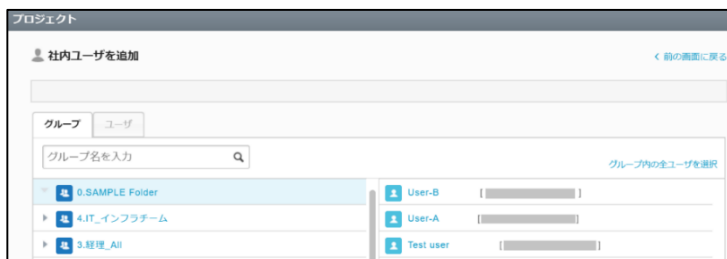 プロジェクト
社内ユーザを追加
< 前の画面に戻る
グループ ユーザ
グループ名を入力
グループ内の全ユーザを選択
0.SAMPLE Folder
User-B [ ]
4.IT_インフラチーム
User-A [ ]
3.経理_All
Test user [ ]